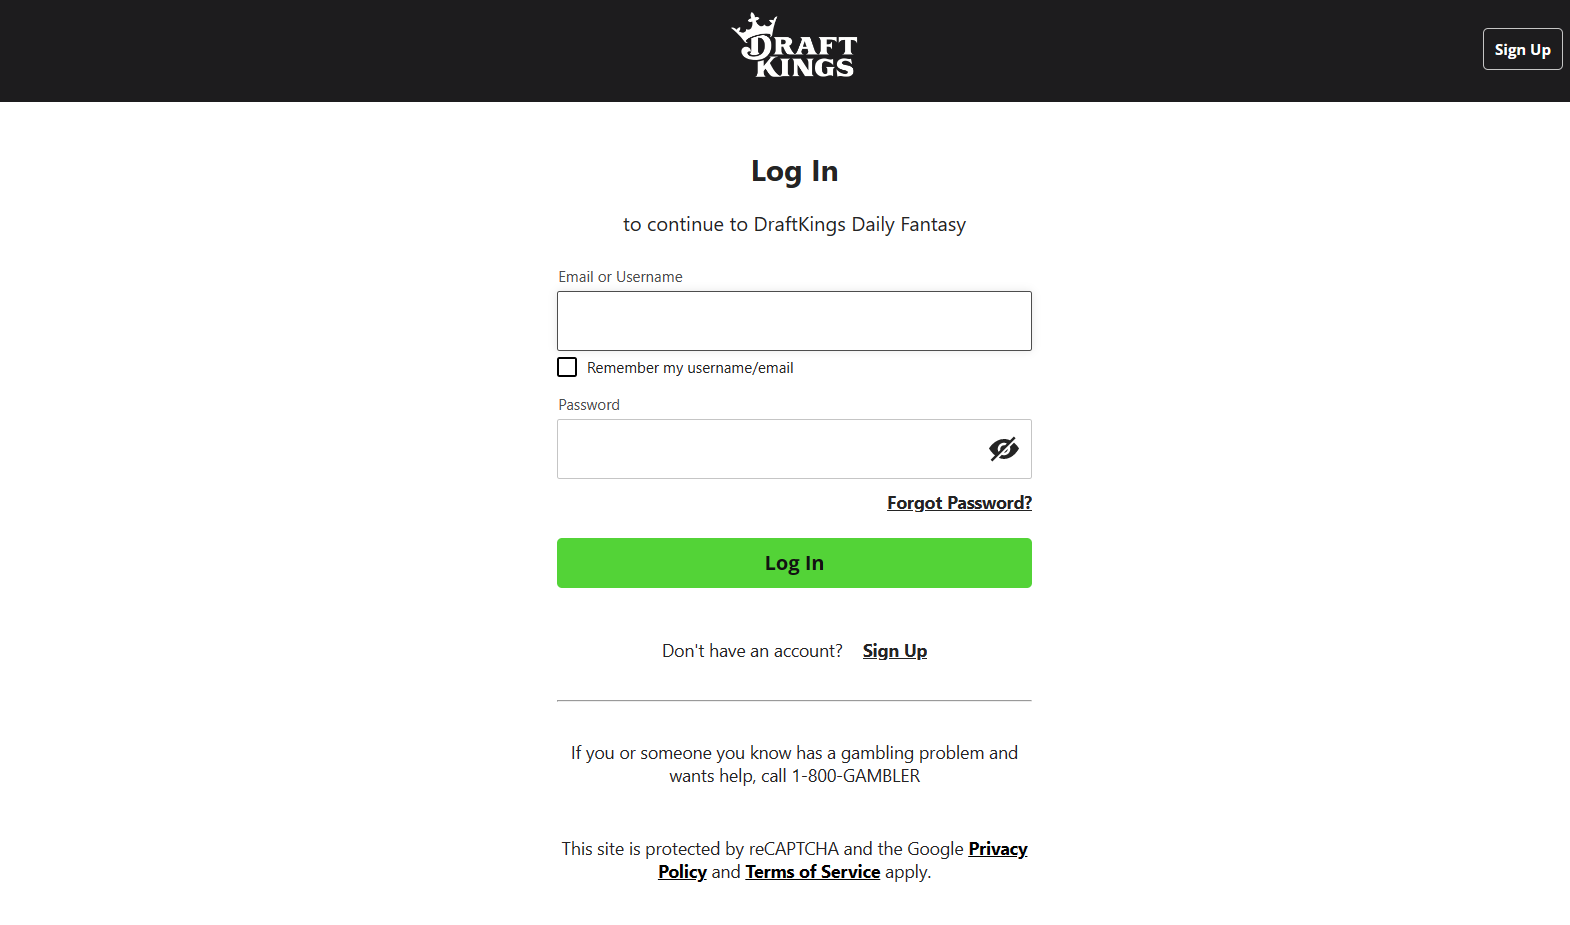 DRAFT
KINGS
Sign Up
Log In
to continue to DraftKings Daily Fantasy
Email or Username
Remember my username/email
Password
Forgot Password?
Log In
Don't have an account? Sign Up
If you or someone you know has a gambling problem and
wants help, call 1-800-GAMBLER
This site is protected by reCAPTCHA and the Google Privacy
Policy and Terms of Service apply.